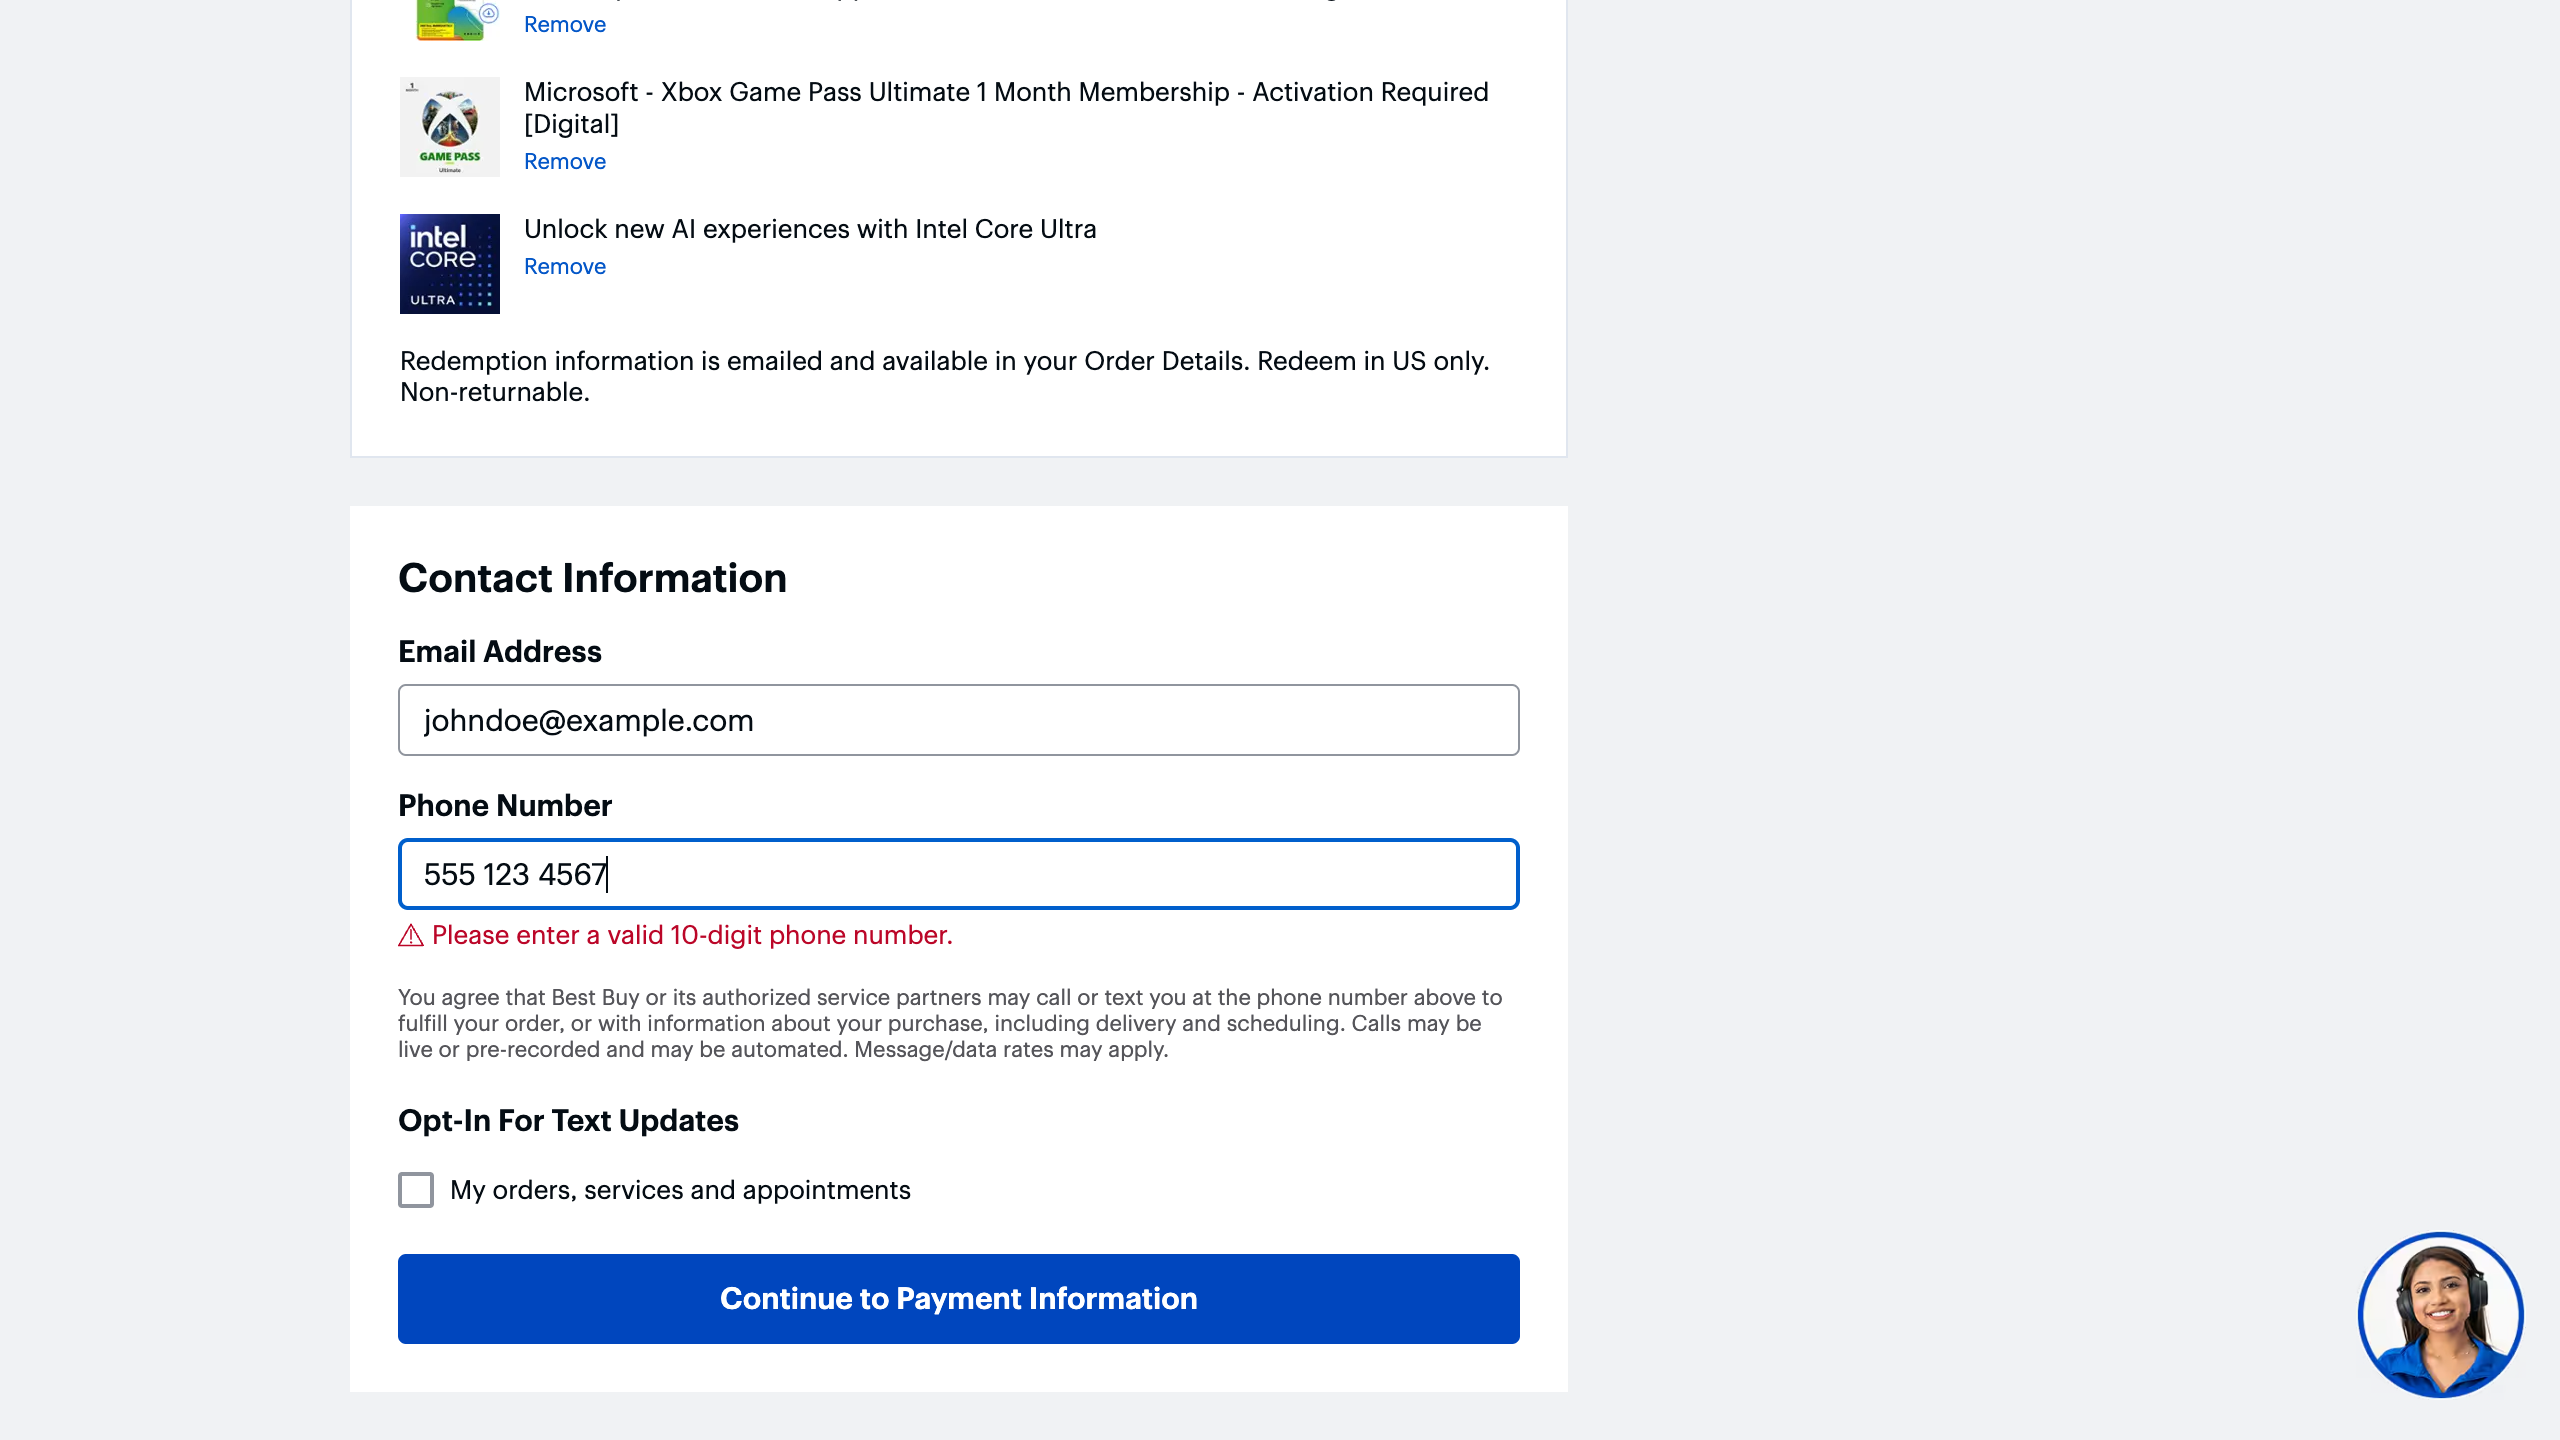 Remove
1
GAME PASS
Ultimate
Microsoft - Xbox Game Pass Ultimate 1 Month Membership - Activation Required
[Digital]
Remove
intel
CORE
ULTRA
Unlock new AI experiences with Intel Core Ultra
Remove
Redemption information is emailed and available in your Order Details. Redeem in US only.
Non-returnable.
Contact Information
Email Address
johndoe@example.com
Phone Number
555 123 4567
Please enter a valid 10-digit phone number.
You agree that Best Buy or its authorized service partners may call or text you at the phone number above to
fulfill your order, or with information about your purchase, including delivery and scheduling. Calls may be
live or pre-recorded and may be automated. Message/data rates may apply.
Opt-In For Text Updates
My orders, services and appointments
Continue to Payment Information